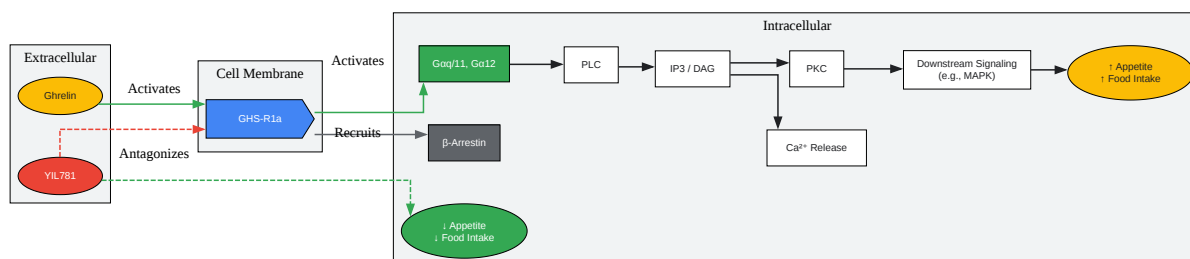 Intracellular
Extracellular
Ghrelin
Activates
Cell Membrane
GHS-R1a
Activates
Gαq/11, Gα12
PLC
IP3 / DAG
PKC
Downstream Signaling
(e.g., MAPK)
↑ Appetite
↑ Food Intake
Recruits
β-Arrestin
Ca²⁺ Release
Antagonizes
YIL781
↓ Appetite
↓ Food Intake